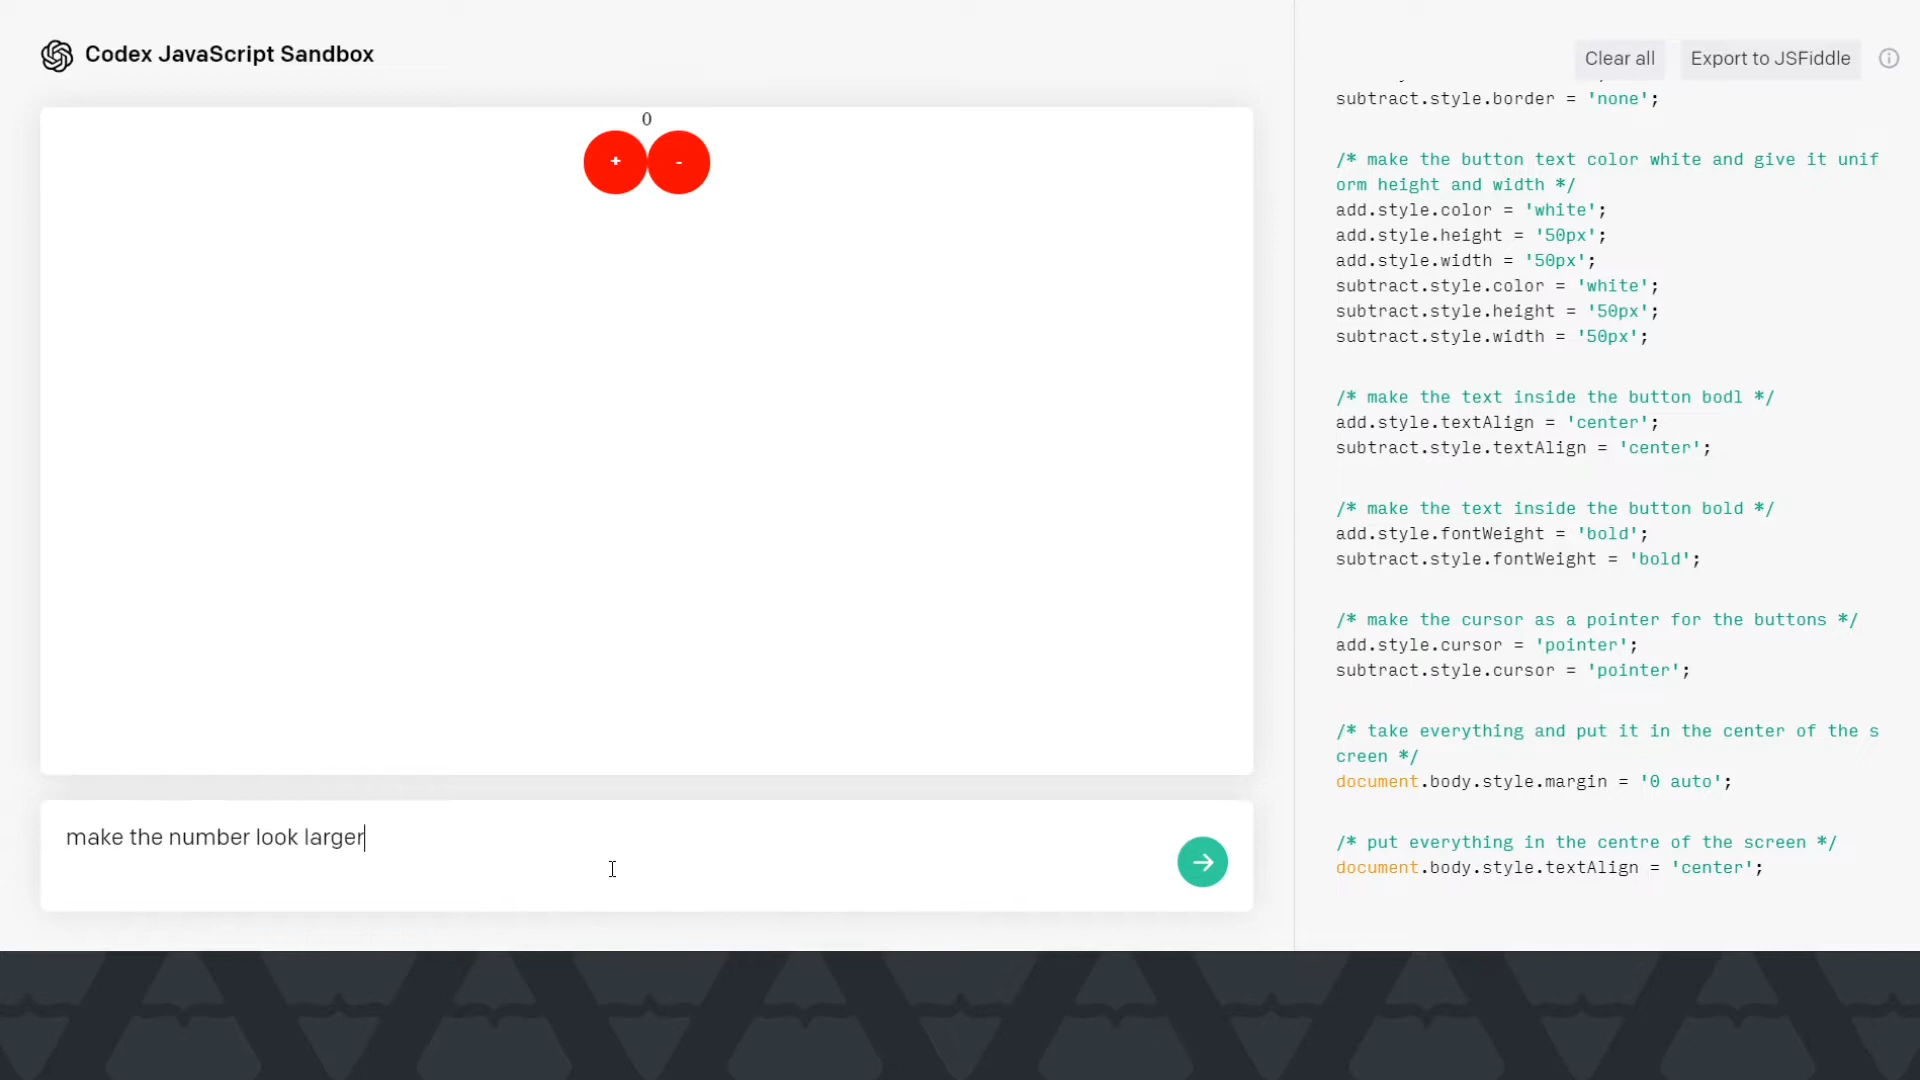 Codex JavaScript Sandbox
Clear all
Export to JSFiddle
0
+
-
make the number look larger
subtract.style.border = 'none';
/* make the button text color white and give it unif
orm height and width */
add.style.color = 'white';
add.style.height = '50px';
add.style.width = '50px';
subtract.style.color = 'white';
subtract.style.height = '50px';
subtract.style.width = '50px';
/* make the text inside the button bodl */
add.style.textAlign = 'center';
subtract.style.textAlign = 'center';
/* make the text inside the button bold */
add.style.fontWeight = 'bold';
subtract.style.fontWeight = 'bold';
/* make the cursor as a pointer for the buttons */
add.style.cursor = 'pointer';
subtract.style.cursor = 'pointer';
/* take everything and put it in the center of the s
creen */
document.body.style.margin = '0 auto';
/* put everything in the centre of the screen */
document.body.style.textAlign = 'center';